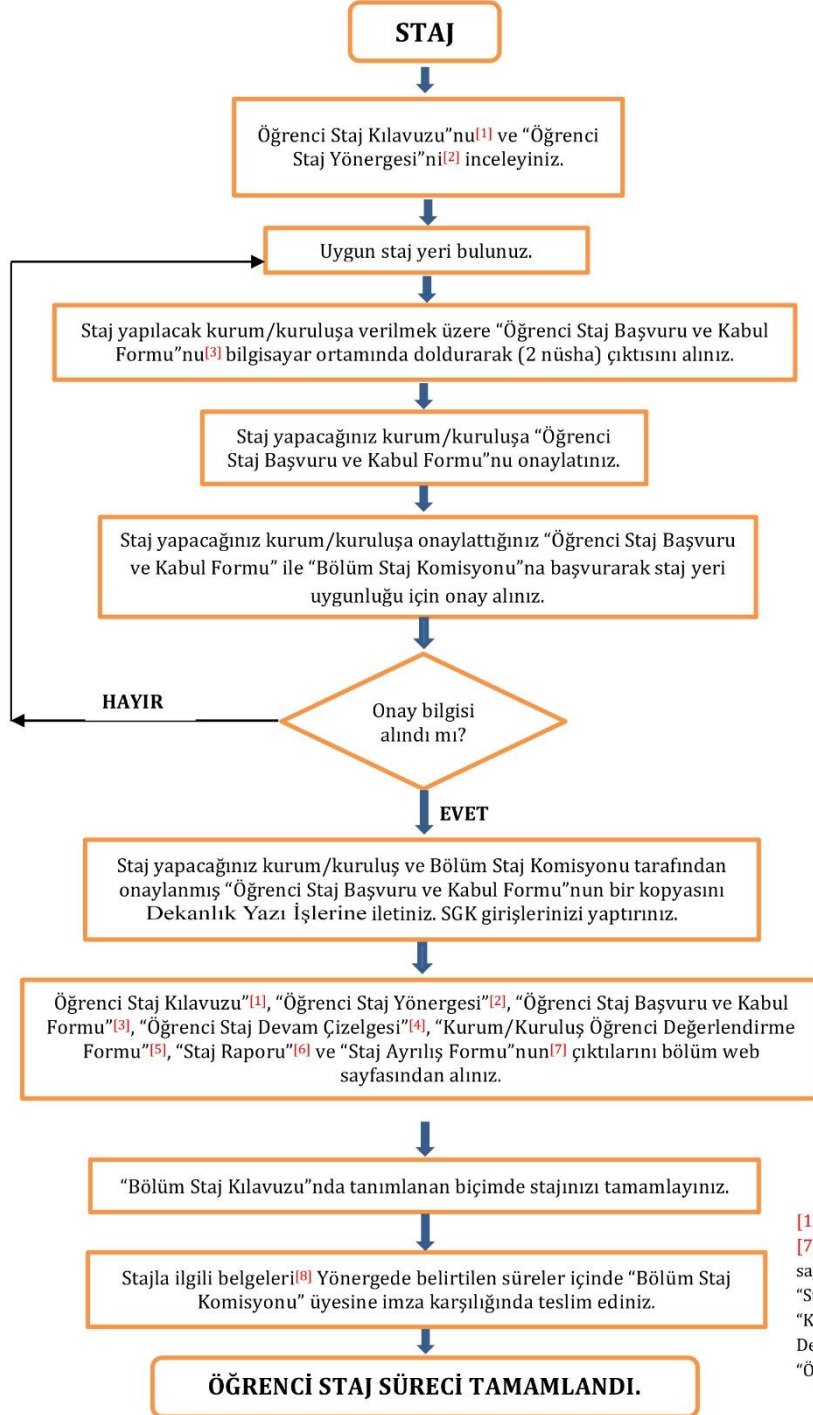 STAJ
Öğrenci Staj Kılavuzu”nu[1] ve “Öğrenci
Staj Yönergesi”ni[2] inceleyiniz.
Uygun staj yeri bulunuz.
Staj yapılacak kurum/kuruluşa verilmek üzere “Öğrenci Staj Başvuru ve Kabul
Formu”nu[3] bilgisayar ortamında doldurarak (2 nüsha) çıktısını alınız.
Staj yapacağınız kurum/kuruluşa “Öğrenci
Staj Başvuru ve Kabul Formu”nu onaylatınız.
Staj yapacağınız kurum/kuruluşa onaylattığınız “Öğrenci Staj Başvuru
ve Kabul Formu” ile “Bölüm Staj Komisyonu”na başvurarak staj yeri
uygunluğu için onay alınız.
HAYIR
Onay bilgisi
alındı mı?
EVET
Staj yapacağınız kurum/kuruluş ve Bölüm Staj Komisyonu tarafından
onaylanmış “Öğrenci Staj Başvuru ve Kabul Formu”nun bir kopyasını
Dekanlık Yazı İşlerine iletiniz. SGK girişlerinizi yaptırınız.
Öğrenci Staj Kılavuzu”[1], “Öğrenci Staj Yönergesi”[2], “Öğrenci Staj Başvuru ve Kabul
Formu”[3], “Öğrenci Staj Devam Çizelgesi”[4], “Kurum/Kuruluş Öğrenci Değerlendirme
Formu”[5], “Staj Raporu”[6] ve “Staj Ayrılış Formu”nun[7] çıktılarını bölüm web
sayfasından alınız.
“Bölüm Staj Kılavuzu”nda tanımlanan biçimde stajınızı tamamlayınız.
Stajla ilgili belgeleri[8] Yönergede belirtilen süreler içinde “Bölüm Staj
Komisyonu” üyesine imza karşılığında teslim ediniz.
[1
[7
sa
“S
“K
De
“Ö
ÖĞRENCİ STAJ SÜRECİ TAMAMLANDI.